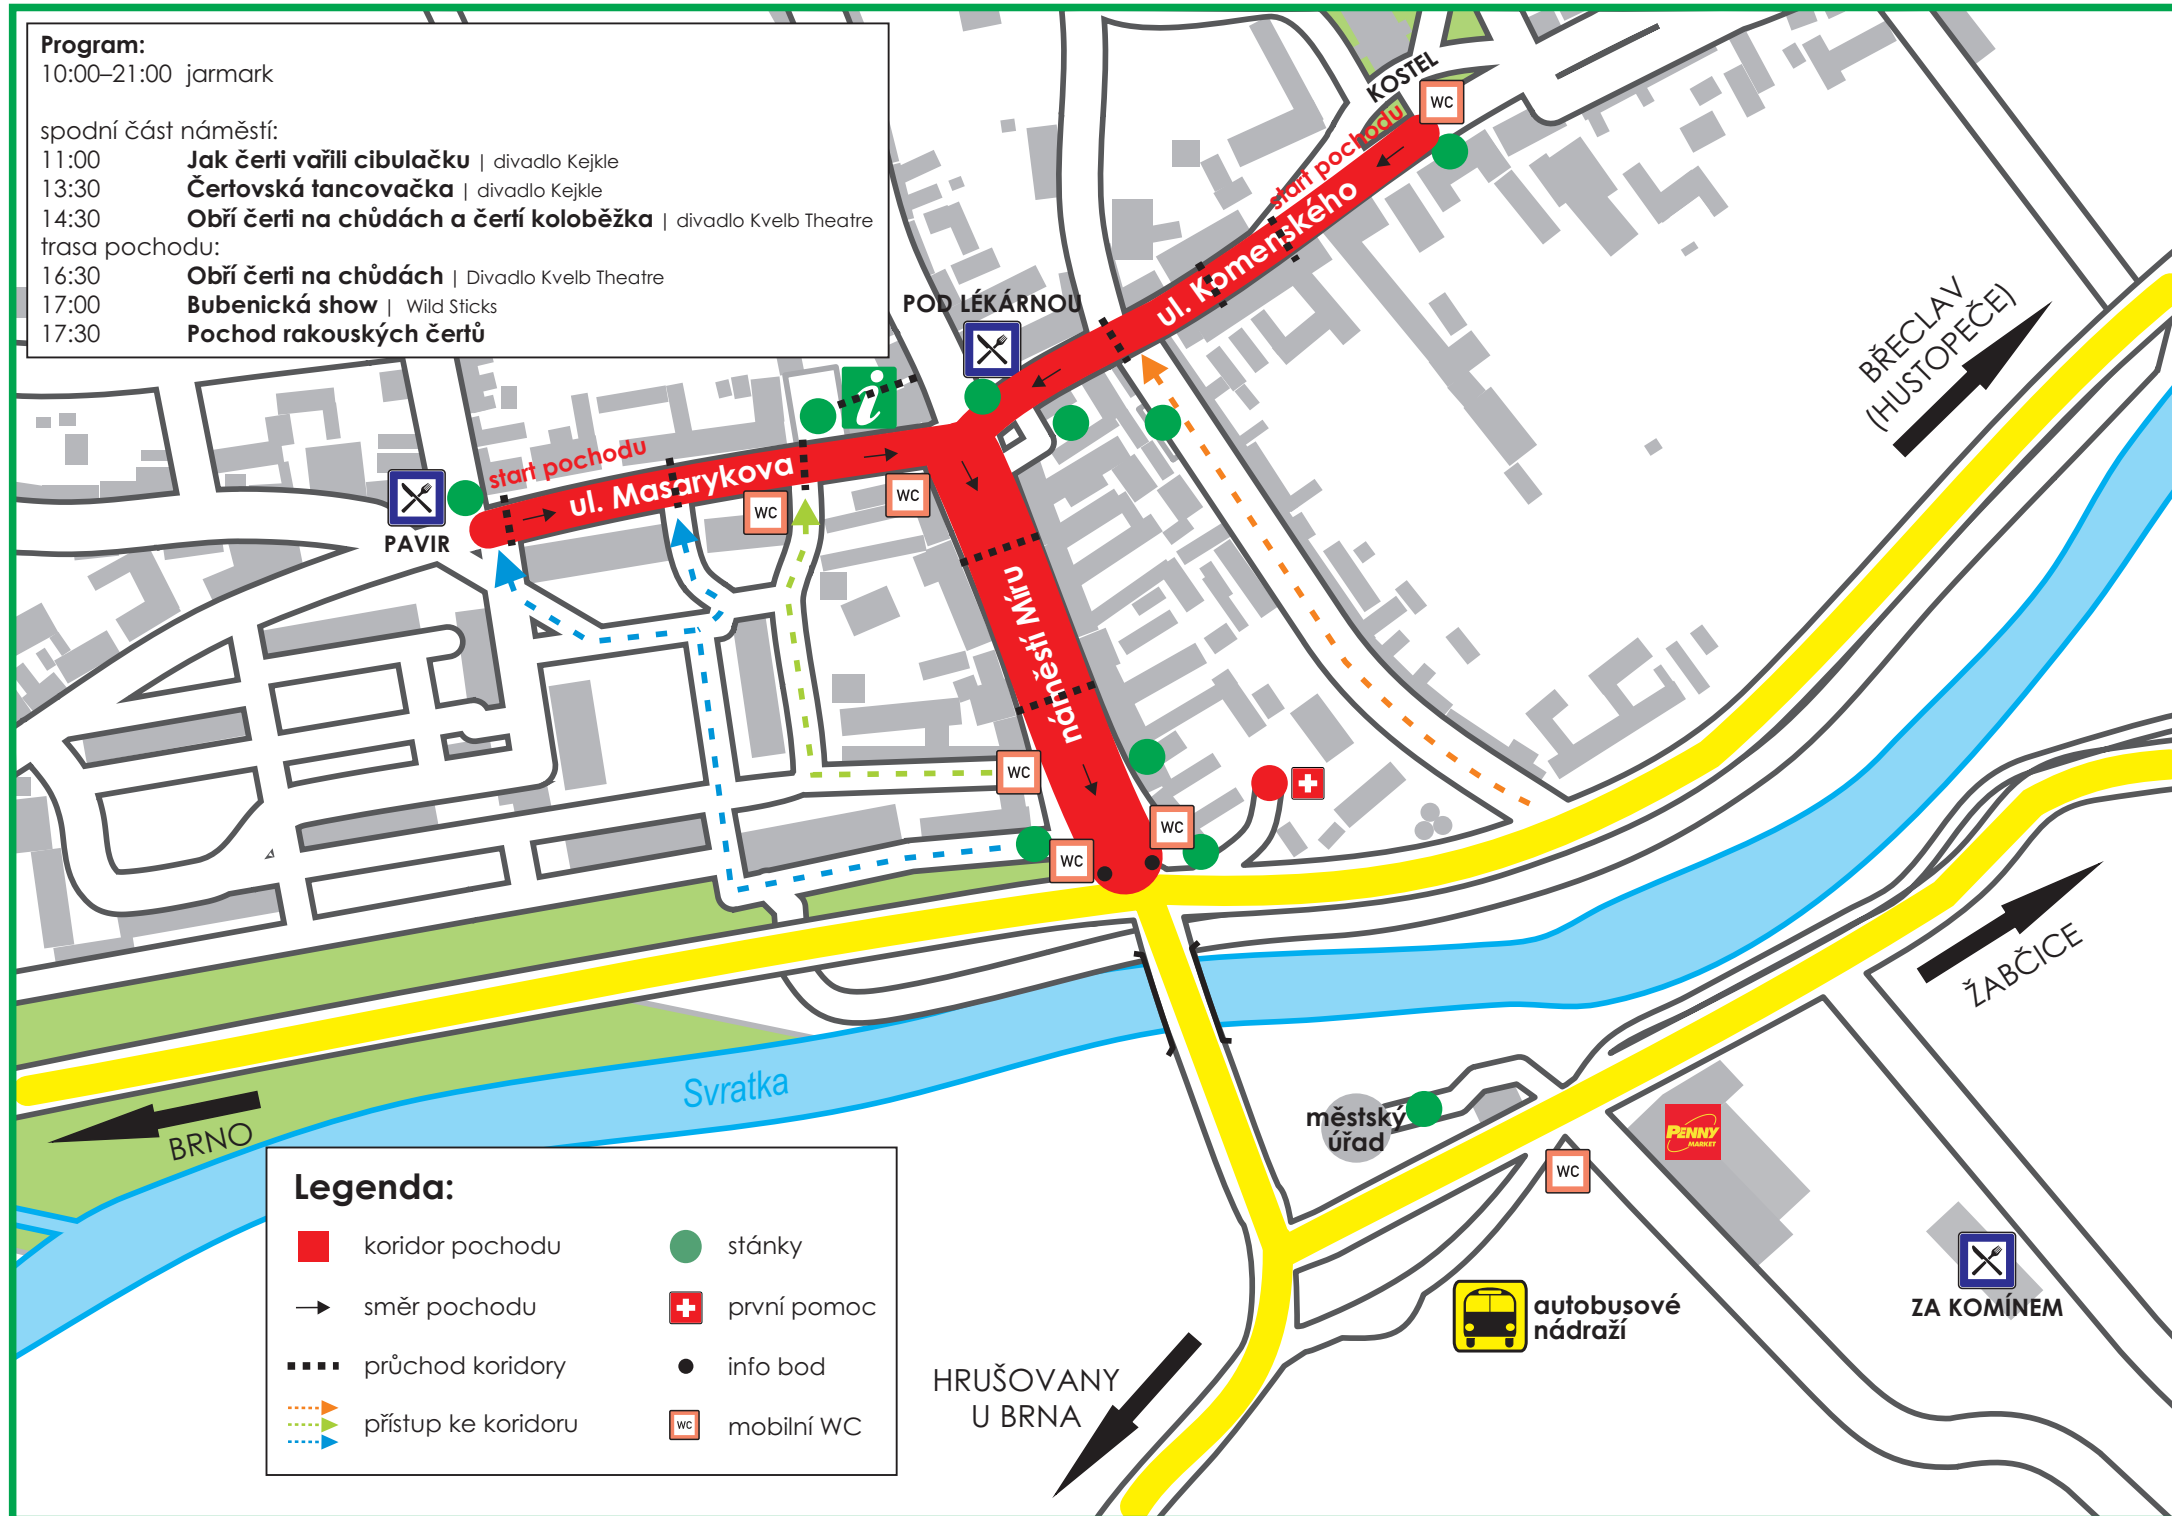 Program:
10:00–21:00 jarmark
spodní část náměstí:
11:00 Jak čerti vařili cibulačku | divadlo Kejkle
13:30 Čertovská tancovačka | divadlo Kejkle
14:30 Obří čerti na chůdách a čertí koloběžka | divadlo Kvelb Theatre
trasa pochodu:
16:30 Obří čerti na chůdách | Divadlo Kvelb Theatre
17:00 Bubenická show | Wild Sticks
17:30 Pochod rakouských čertů
KOSTEL
WC
start pochodu
ul. Komenského
POD LÉKÁRNOU
BŘECLAV
(HUSTOPEČE)
i
start pochodu
ul. Masarykova
WC
WC
PAVIR
náměstí Míru
WC
WC
WC
ŽABČICE
Svratka
BRNO
městský
úřad
PENNY
MARKET
WC
autobusové
nádraží
ZA KOMÍNEM
HRUŠOVANY
U BRNA
Legenda:
koridor pochodu
směr pochodu
průchod koridory
přístup ke koridoru
stánky
první pomoc
info bod
WC mobilní WC